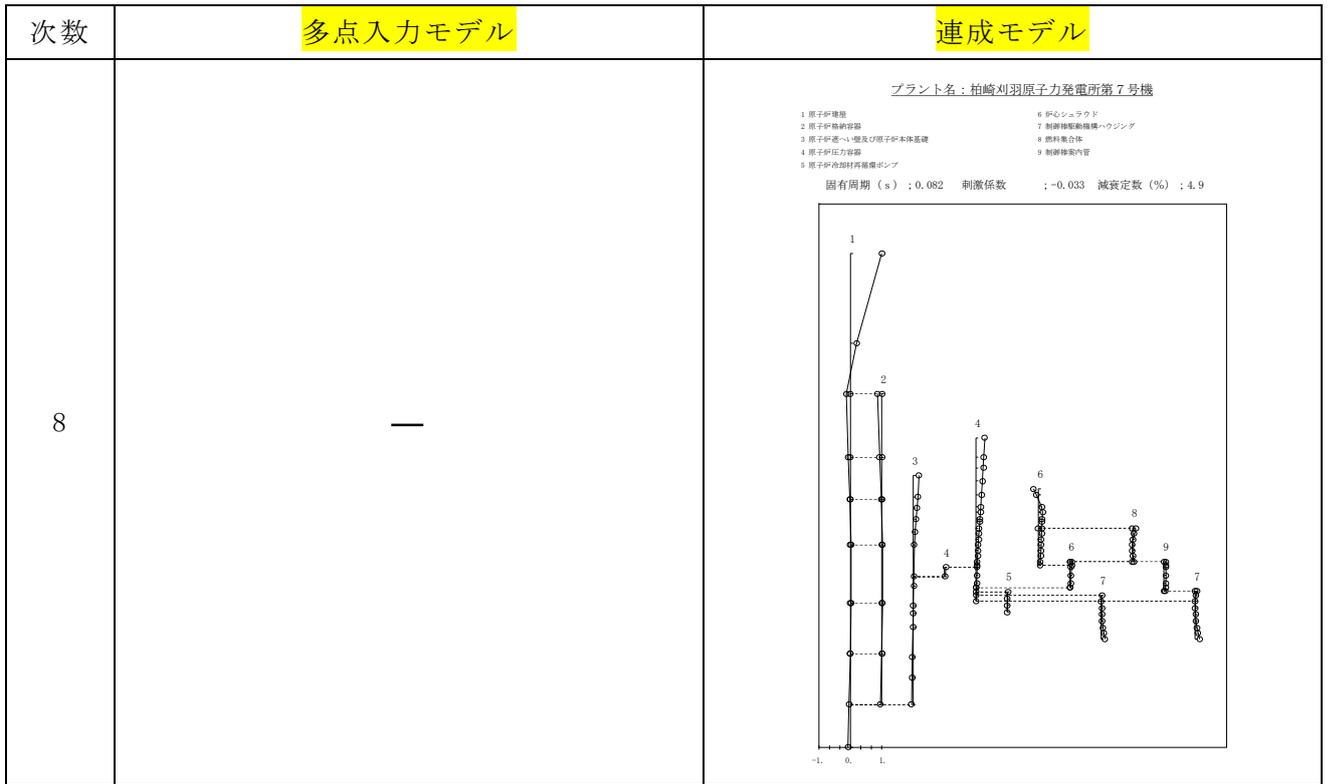 次数 多点入力モデル 連成モデル
プラント名：柏崎刈羽原子力発電所第７号機
1 原子炉建屋 6 炉心シュラウド
2 原子炉格納容器 7 制御棒駆動機構ハウジング
3 原子炉遮へい壁及び原子炉本体基礎 8 燃料集合体
4 原子炉圧力容器 9 制御棒案内管
5 原子炉冷却材再循環ポンプ
固有周期（ｓ）;0.082 刺激係数 ;-0.033 減衰定数（%）;4.9
1
2
4
3
6
8
4
6
9
5
7
7
8 ―
-1. 0. 1.